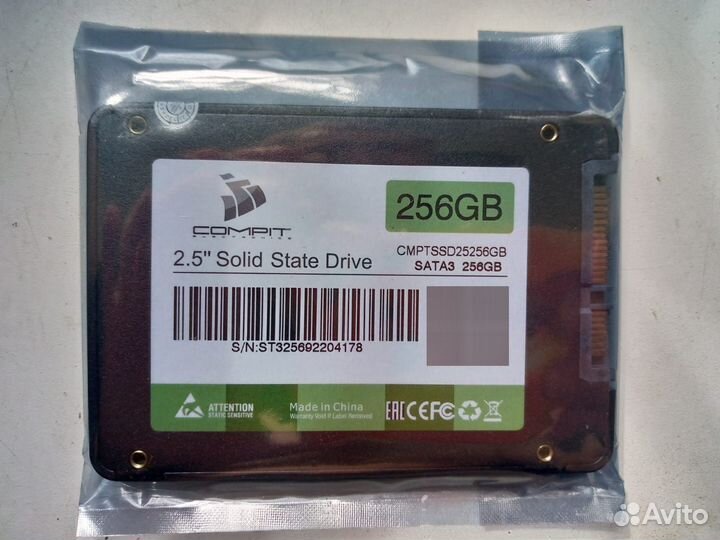 256GB
COMPIT
ELECTRONICS
2.5" Solid State Drive
CMPTSSD25256GB
SATA3 256GB
S/N:ST325692204178
ATTENTION
STATIC SENSITIVE
Made in China
Warranty Void If Label Removed
EAC CE FC
Avito